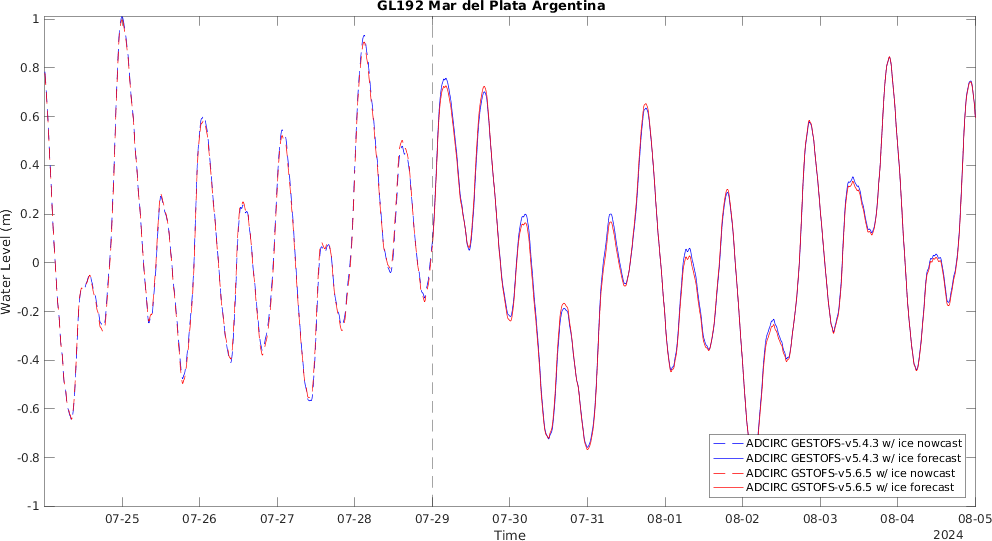 GL192 Mar del Plata Argentina
1
0.8
0.6
0.4
0.2
0
-0.2
-0.4
-0.6
-0.8
-1
Water Level (m)
ADCIRC GESTOFS-v5.4.3 w/ ice nowcast
ADCIRC GESTOFS-v5.4.3 w/ ice forecast
ADCIRC GSTOFS-v5.6.5 w/ ice nowcast
ADCIRC GSTOFS-v5.6.5 w/ ice forecast
07-25 07-26 07-27 07-28 07-29 07-30 07-31 08-01 08-02 08-03 08-04 08-05
Time
2024